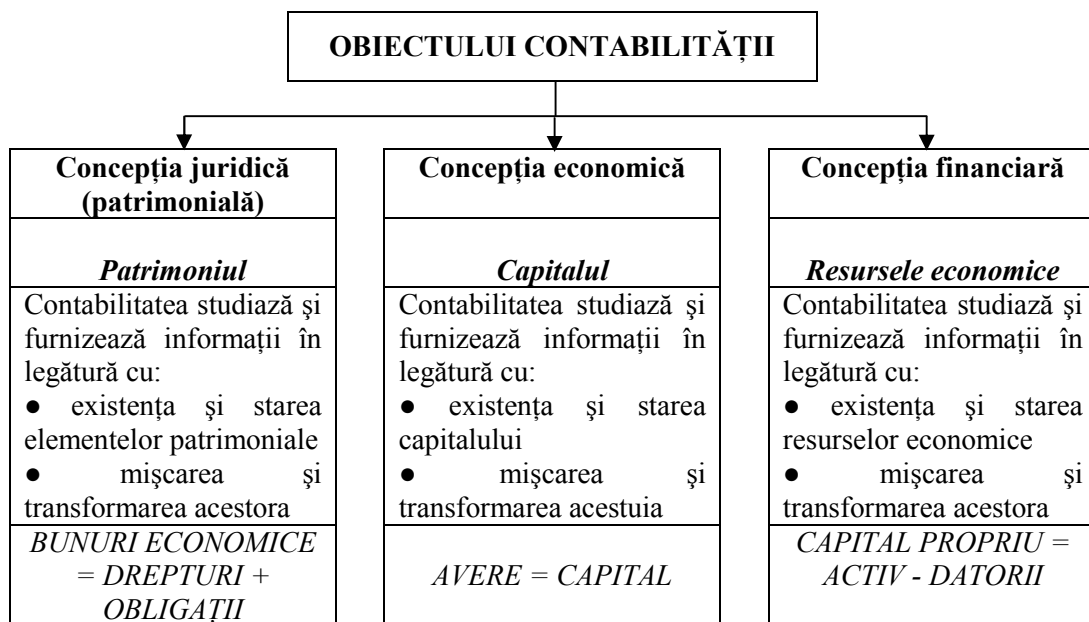 OBIECTULUI CONTABILITĂȚII
Concepția juridică
(patrimonială)
Patrimoniul
Contabilitatea studiază şi
furnizează informații în
legătură cu:
● existența şi starea
elementelor patrimoniale
● mişcarea şi
transformarea acestora
BUNURI ECONOMICE
= DREPTURI +
OBLIGAȚII
Concepția economică
Capitalul
Contabilitatea studiază şi
furnizează informații în
legătură cu:
● existența şi starea
capitalului
● mişcarea şi
transformarea acestuia
AVERE = CAPITAL
Concepția financiară
Resursele economice
Contabilitatea studiază şi
furnizează informații în
legătură cu:
● existența şi starea
resurselor economice
● mişcarea şi
transformarea acestora
CAPITAL PROPRIU =
ACTIV - DATORII